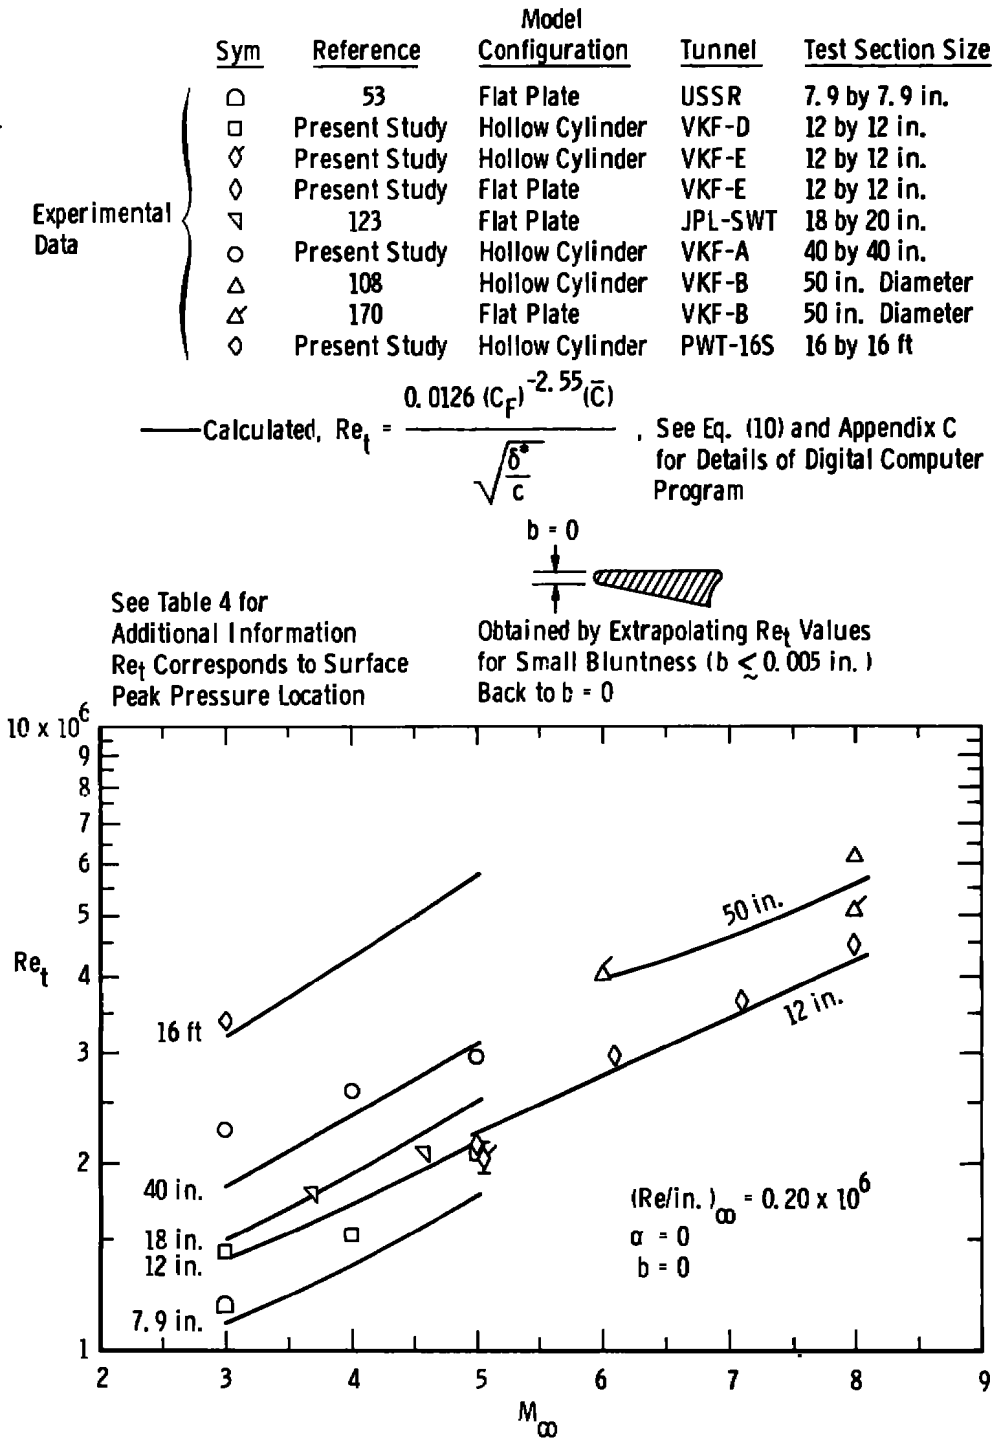 Model
Sym Reference Configuration Tunnel Test Section Size
53 Flat Plate USSR 7.9 by 7.9 in.
Present Study Hollow Cylinder VKF-D 12 by 12 in.
Present Study Hollow Cylinder VKF-E 12 by 12 in.
Present Study Flat Plate VKF-E 12 by 12 in.
Experimental
Data
123 Flat Plate JPL-SWT 18 by 20 in.
Present Study Hollow Cylinder VKF-A 40 by 40 in.
108 Hollow Cylinder VKF-B 50 in. Diameter
170 Flat Plate VKF-B 50 in. Diameter
Present Study Hollow Cylinder PWT-16S 16 by 16 ft
Calculated, Re_t = 0.0126 (C_F)^-2.55 (C̄) / √(δ*/c) , See Eq. (10) and Appendix C
for Details of Digital Computer
Program
b = 0
See Table 4 for
Additional Information
Re_t Corresponds to Surface
Peak Pressure Location
Obtained by Extrapolating Re_t Values
for Small Bluntness (b ≲ 0.005 in.)
Back to b = 0
10 x 10^6
9
8
7
6
5
4
3
2
1
Re_t
50 in.
12 in.
16 ft
40 in.
18 in.
12 in.
7.9 in.
(Re/in.)_∞ = 0.20 x 10^6
α = 0
b = 0
2 3 4 5 6 7 8 9
M_∞